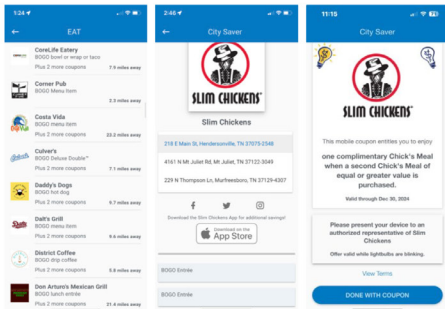 1:24
EAT
CoreLife Eatery
BOGO bowl or wrap or taco
Plus 2 more coupons 7.5 miles away
Corner Pub
BOGO Menu Item
2.3 miles away
Costa Vida
BOGO menu item
Plus 2 more coupons 23.2 miles away
Culver's
BOGO Deluxe Double™
Plus 2 more coupons 7.1 miles away
Daddy's Dogs
BOGO hot dog
Plus 2 more coupons 9.7 miles away
Dalt's Grill
BOGO menu item
Plus 2 more coupons 9.6 miles away
District Coffee
BOGO drip coffee
Plus 2 more coupons 5.8 miles away
Don Arturo's Mexican Grill
BOGO lunch entrée
Plus 2 more coupons 21.4 miles away
2:40
City Saver
SLIM CHICKENS
Slim Chickens
218 E Main St, Hendersonville, TN 37075-2548
4161 N Mt Juliet Rd, Mt Juliet, TN 37122-3049
229 N Thompson Ln, Murfreesboro, TN 37129-4307
Download the Slim Chickens App for additional savings!
Download on the
App Store
BOGO Entrée
BOGO Entrée
11:15
City Saver
SLIM CHICKENS
This mobile coupon entitles you to enjoy
one complimentary Chick's Meal
when a second Chick's Meal of
equal or greater value is
purchased.
Valid through Dec 30, 2024
Please present your device to an
authorized representative of Slim
Chickens
Offer valid while lightbulbs are blinking.
View Terms
DONE WITH COUPON